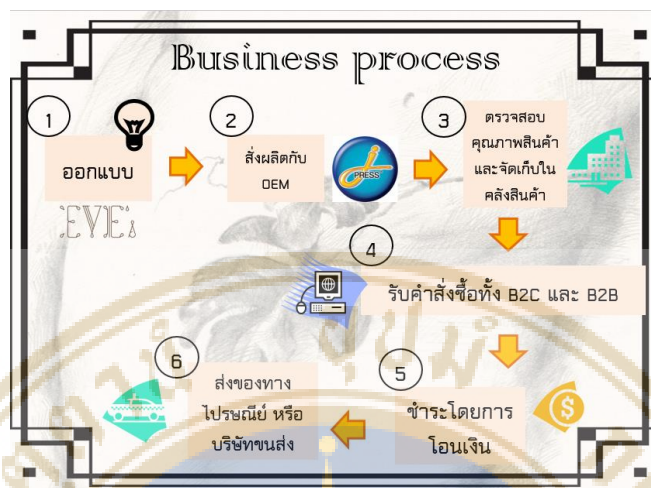 Business process
1
ออกแบบ
EVE
2
สั่งผลิตกับ
OEM
j PRESS
3
ตรวจสอบ
คุณภาพสินค้า
และจัดเก็บใน
คลังสินค้า
4
รับคำสั่งซื้อทั้ง B2C และ B2B
5
ชำระโดยการ
โอนเงิน
6
ส่งของทาง
ไปรษณีย์ หรือ
บริษัทขนส่ง